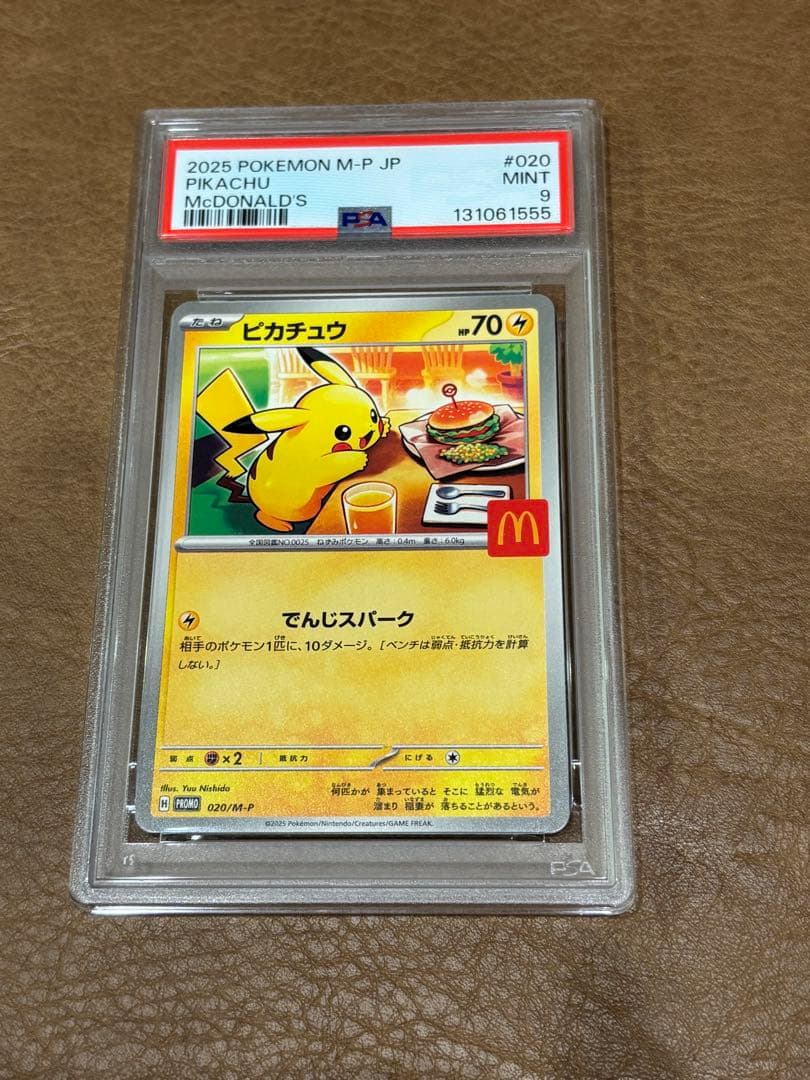 2025 POKEMON M-P JP #020
PIKACHU MINT
McDONALD'S 9
PSA 131061555
たね ピカチュウ HP70
M
全国図鑑NO.0025 ねずみポケモン 高さ:0.4m 重さ:6.0kg
でんじスパーク
相手のポケモン1匹に、10ダメージ。[ベンチは弱点・抵抗力を計算
しない。]
弱点 ×2 抵抗力 にげる
Illus. Yuu Nishida
何匹かが 集まっていると そこに 猛烈な 電気が
溜まり 稲妻が 落ちることがあるという。
H PROMO 020/M-P
©2025 Pokémon/Nintendo/Creatures/GAME FREAK.
PSA